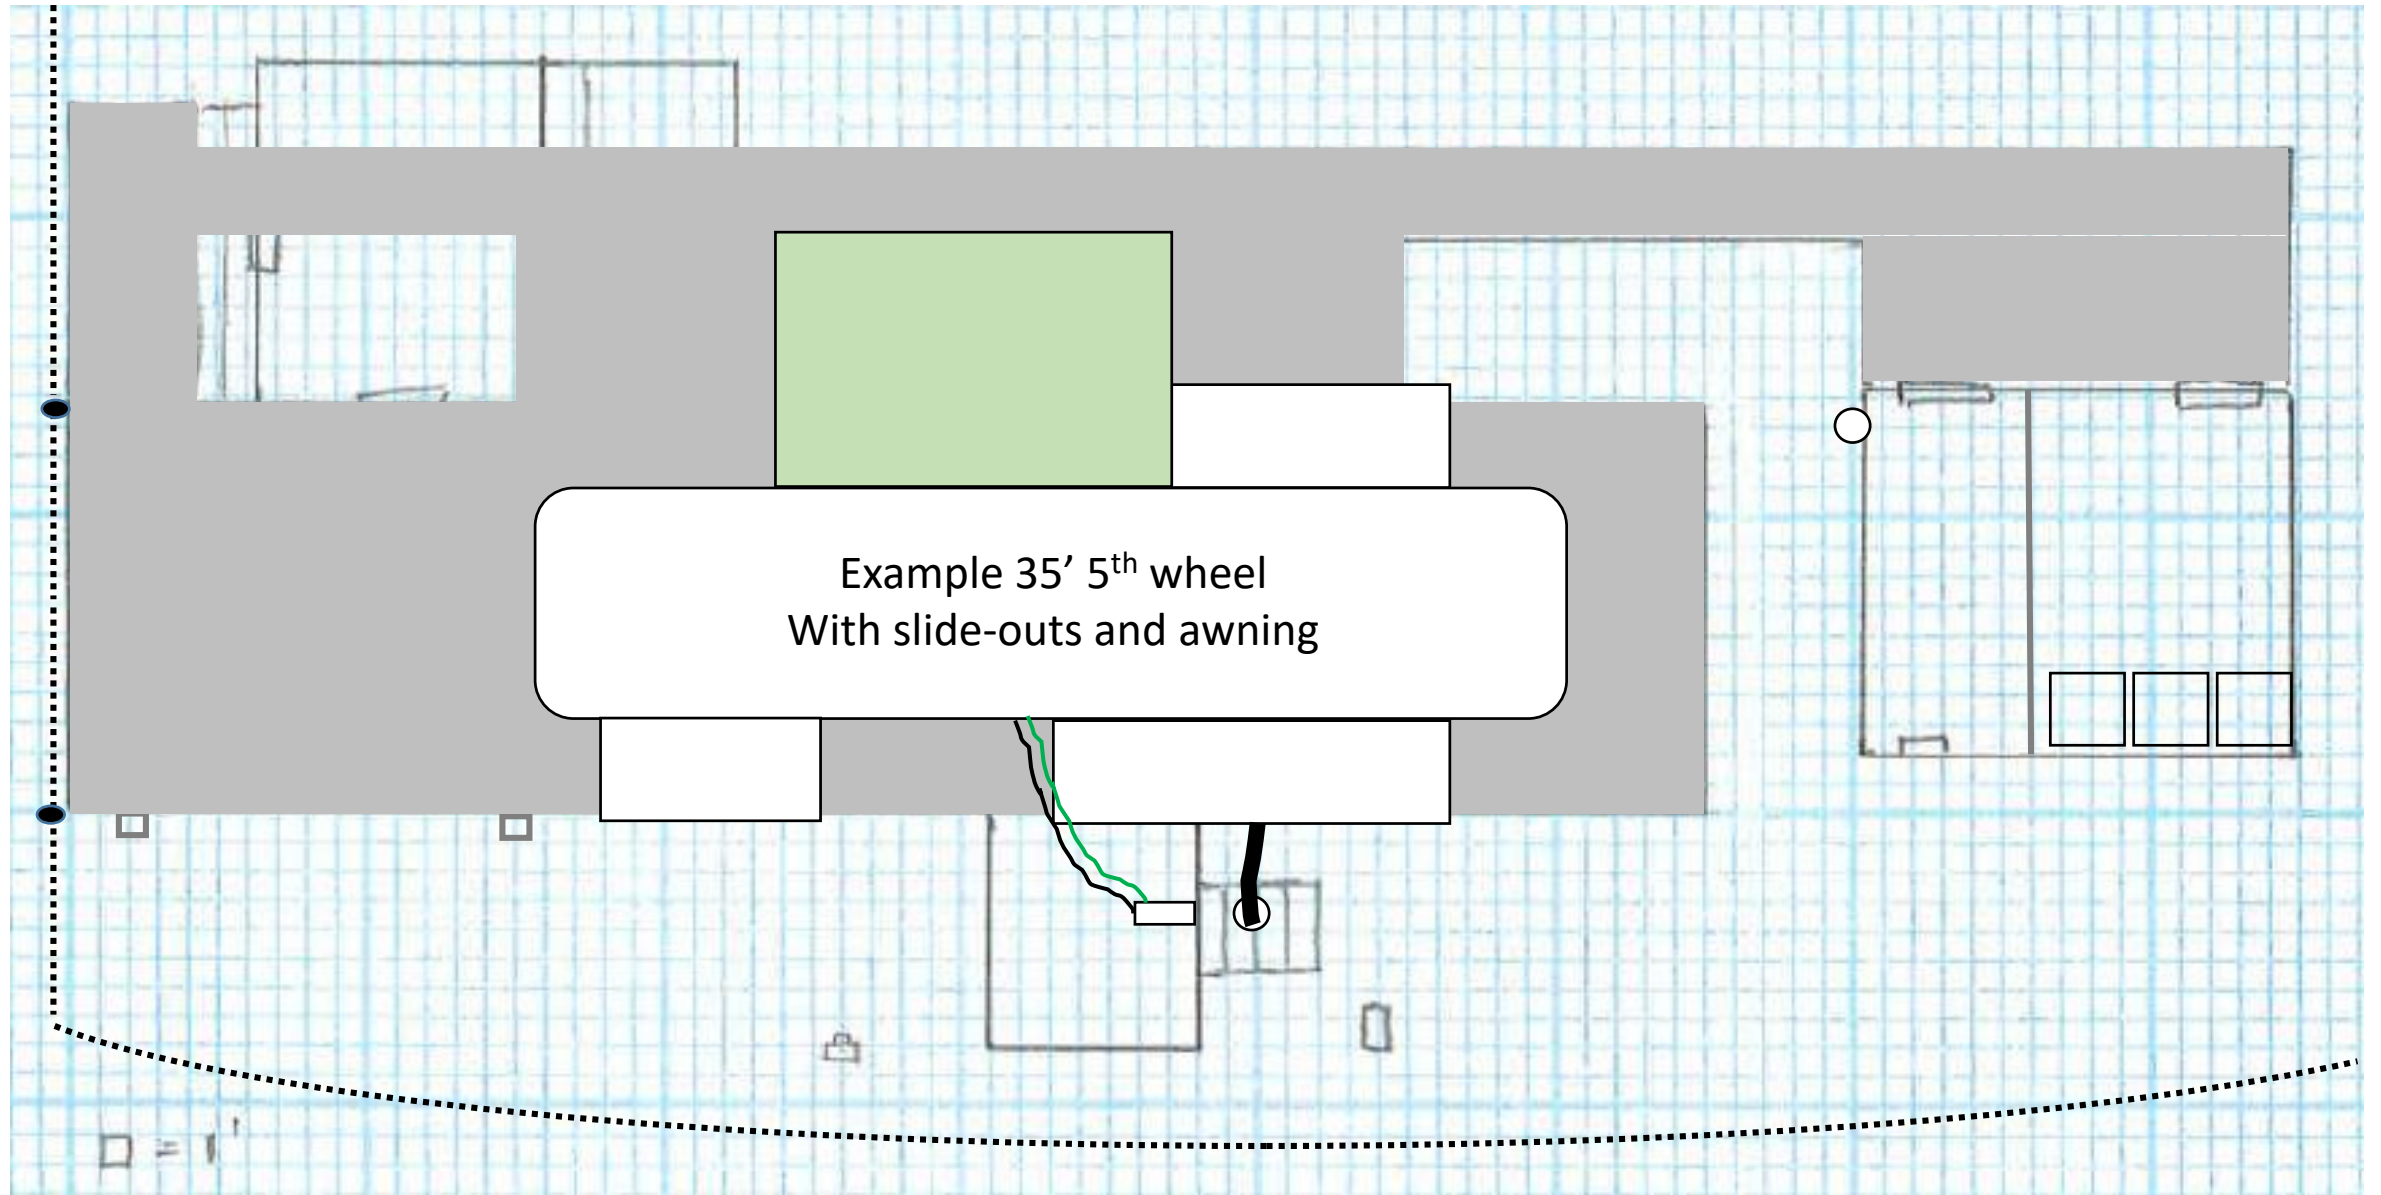 Example 35’ 5th wheel
With slide-outs and awning
□ = 1'